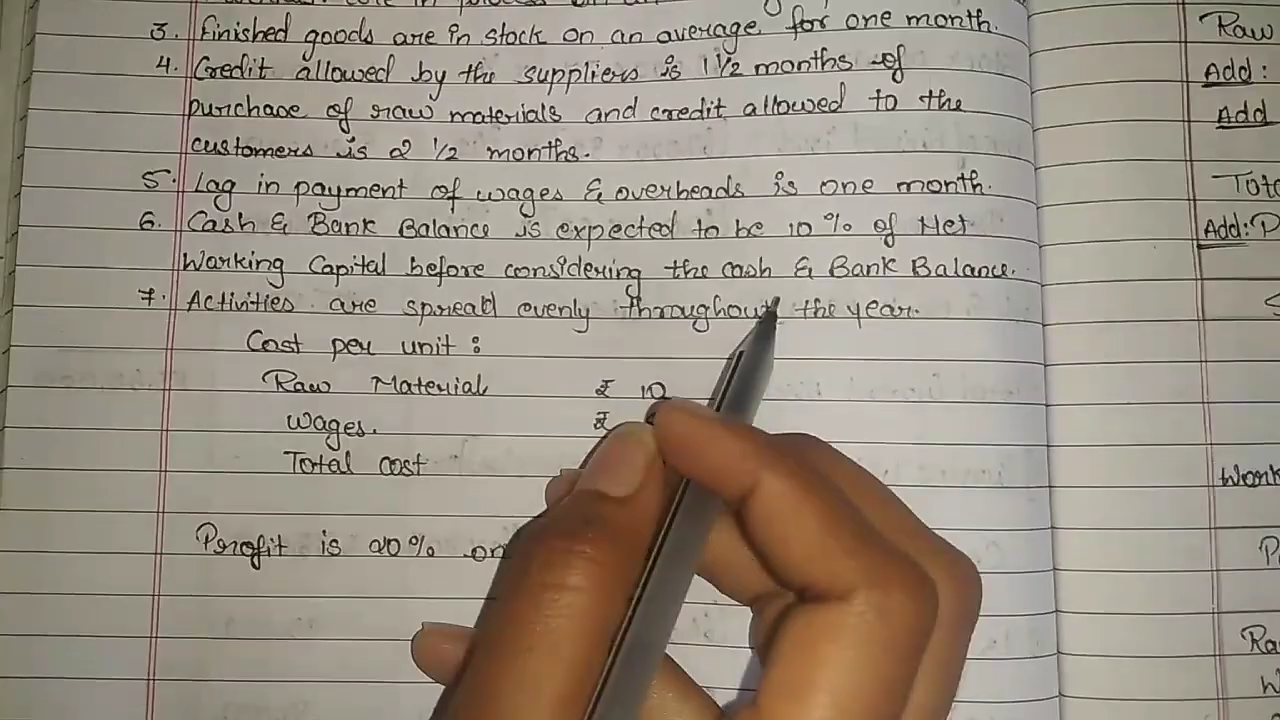 3. Finished goods are in stock on an average for one month.
4. Credit allowed by the suppliers is 1 1/2 months of
purchase of raw materials and credit allowed to the
customers is 2 1/2 months.
5. Lag in payment of wages & overheads is one month.
6. Cash & Bank Balance is expected to be 10% of Net
Working Capital before considering the cash & Bank Balance.
7. Activities are spread evenly throughout the year.
Cost per unit :
Raw Material ₹ 10
Wages. ₹
Total cost
Profit is 20% on
Raw
Add:
Add
Add: